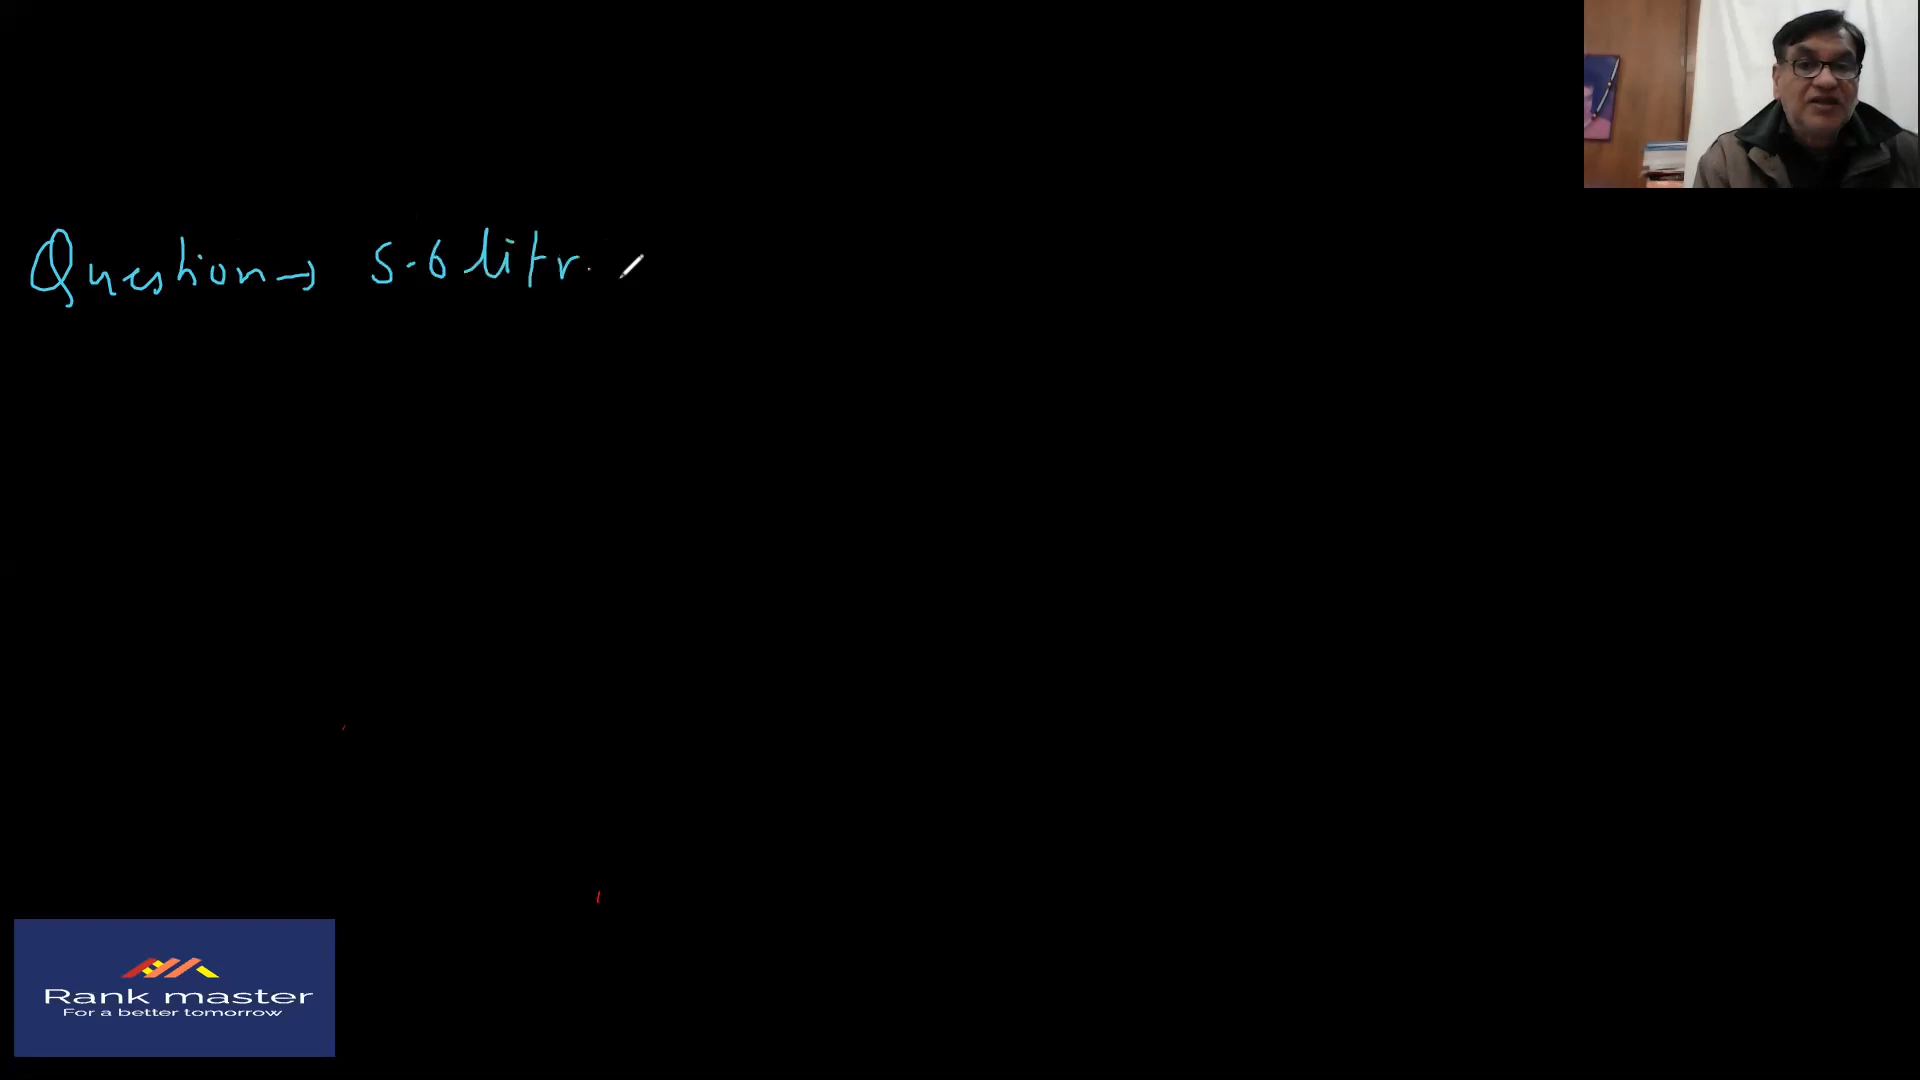 Question → 5.6 litr.
Rank master
For a better tomorrow